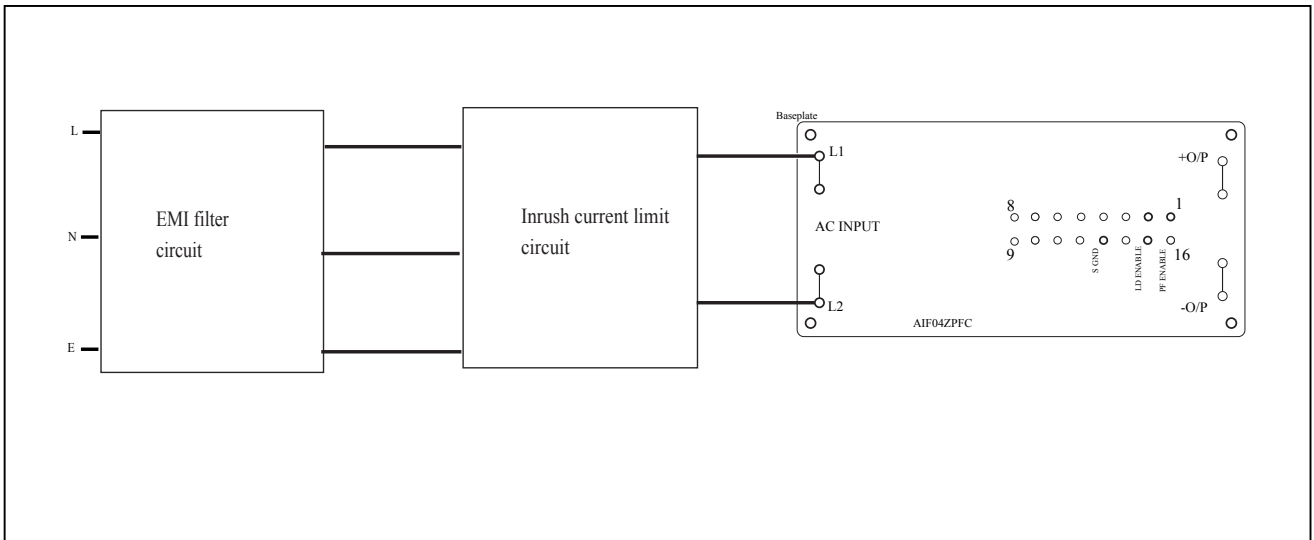 L
N
E
EMI filter
circuit
Inrush current limit
circuit
Baseplate
L1
AC INPUT
L2
8
1
9
16
S GND
LD ENABLE
PF ENABLE
+O/P
-O/P
AIF04ZPFC